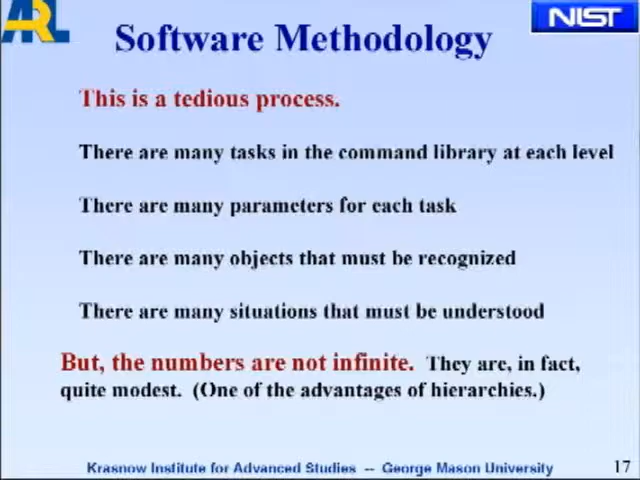 ARL
NIST
Software Methodology
This is a tedious process.
There are many tasks in the command library at each level
There are many parameters for each task
There are many objects that must be recognized
There are many situations that must be understood
But, the numbers are not infinite. They are, in fact,
quite modest. (One of the advantages of hierarchies.)
Krasnow Institute for Advanced Studies -- George Mason University
17